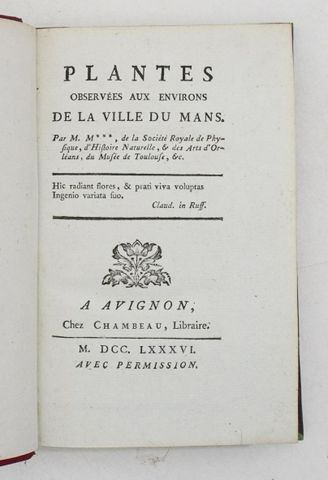 PLANTES
OBSERVÉES AUX ENVIRONS
DE LA VILLE DU MANS.
Par M. M***, de la Société Royale de Phy-
sique, d'Histoire Naturelle, & des Arts d'Or-
léans, du Musée de Toulouse, &c.
Hic radiant flores, & prati viva voluptas
Ingenio variata suo.
Claud. in Ruff.
A AVIGNON,
Chez CHAMBEAU, Libraire.
M. DCC. LXXXVI.
AVEC PERMISSION.